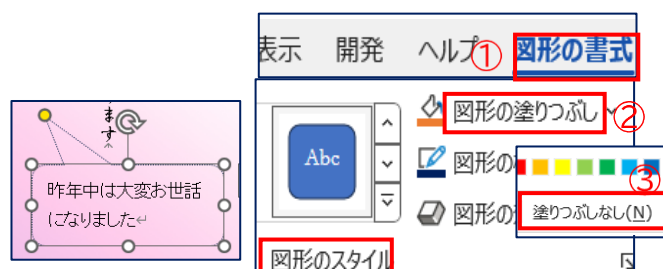 ます
昨年中は大変お世話
になりました↵
表示 開発 ヘルプ ① 図形の書式
Abc
図形の塗りつぶし ②
図形の
図形の
③
塗りつぶしなし(N)
図形のスタイル